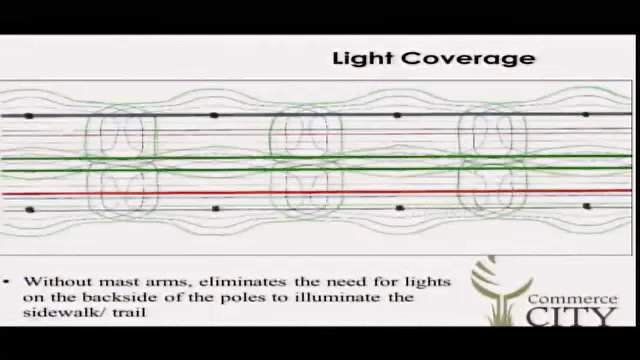 Light Coverage
• Without mast arms, eliminates the need for lights
on the backside of the poles to illuminate the
sidewalk/ trail
Commerce
CITY